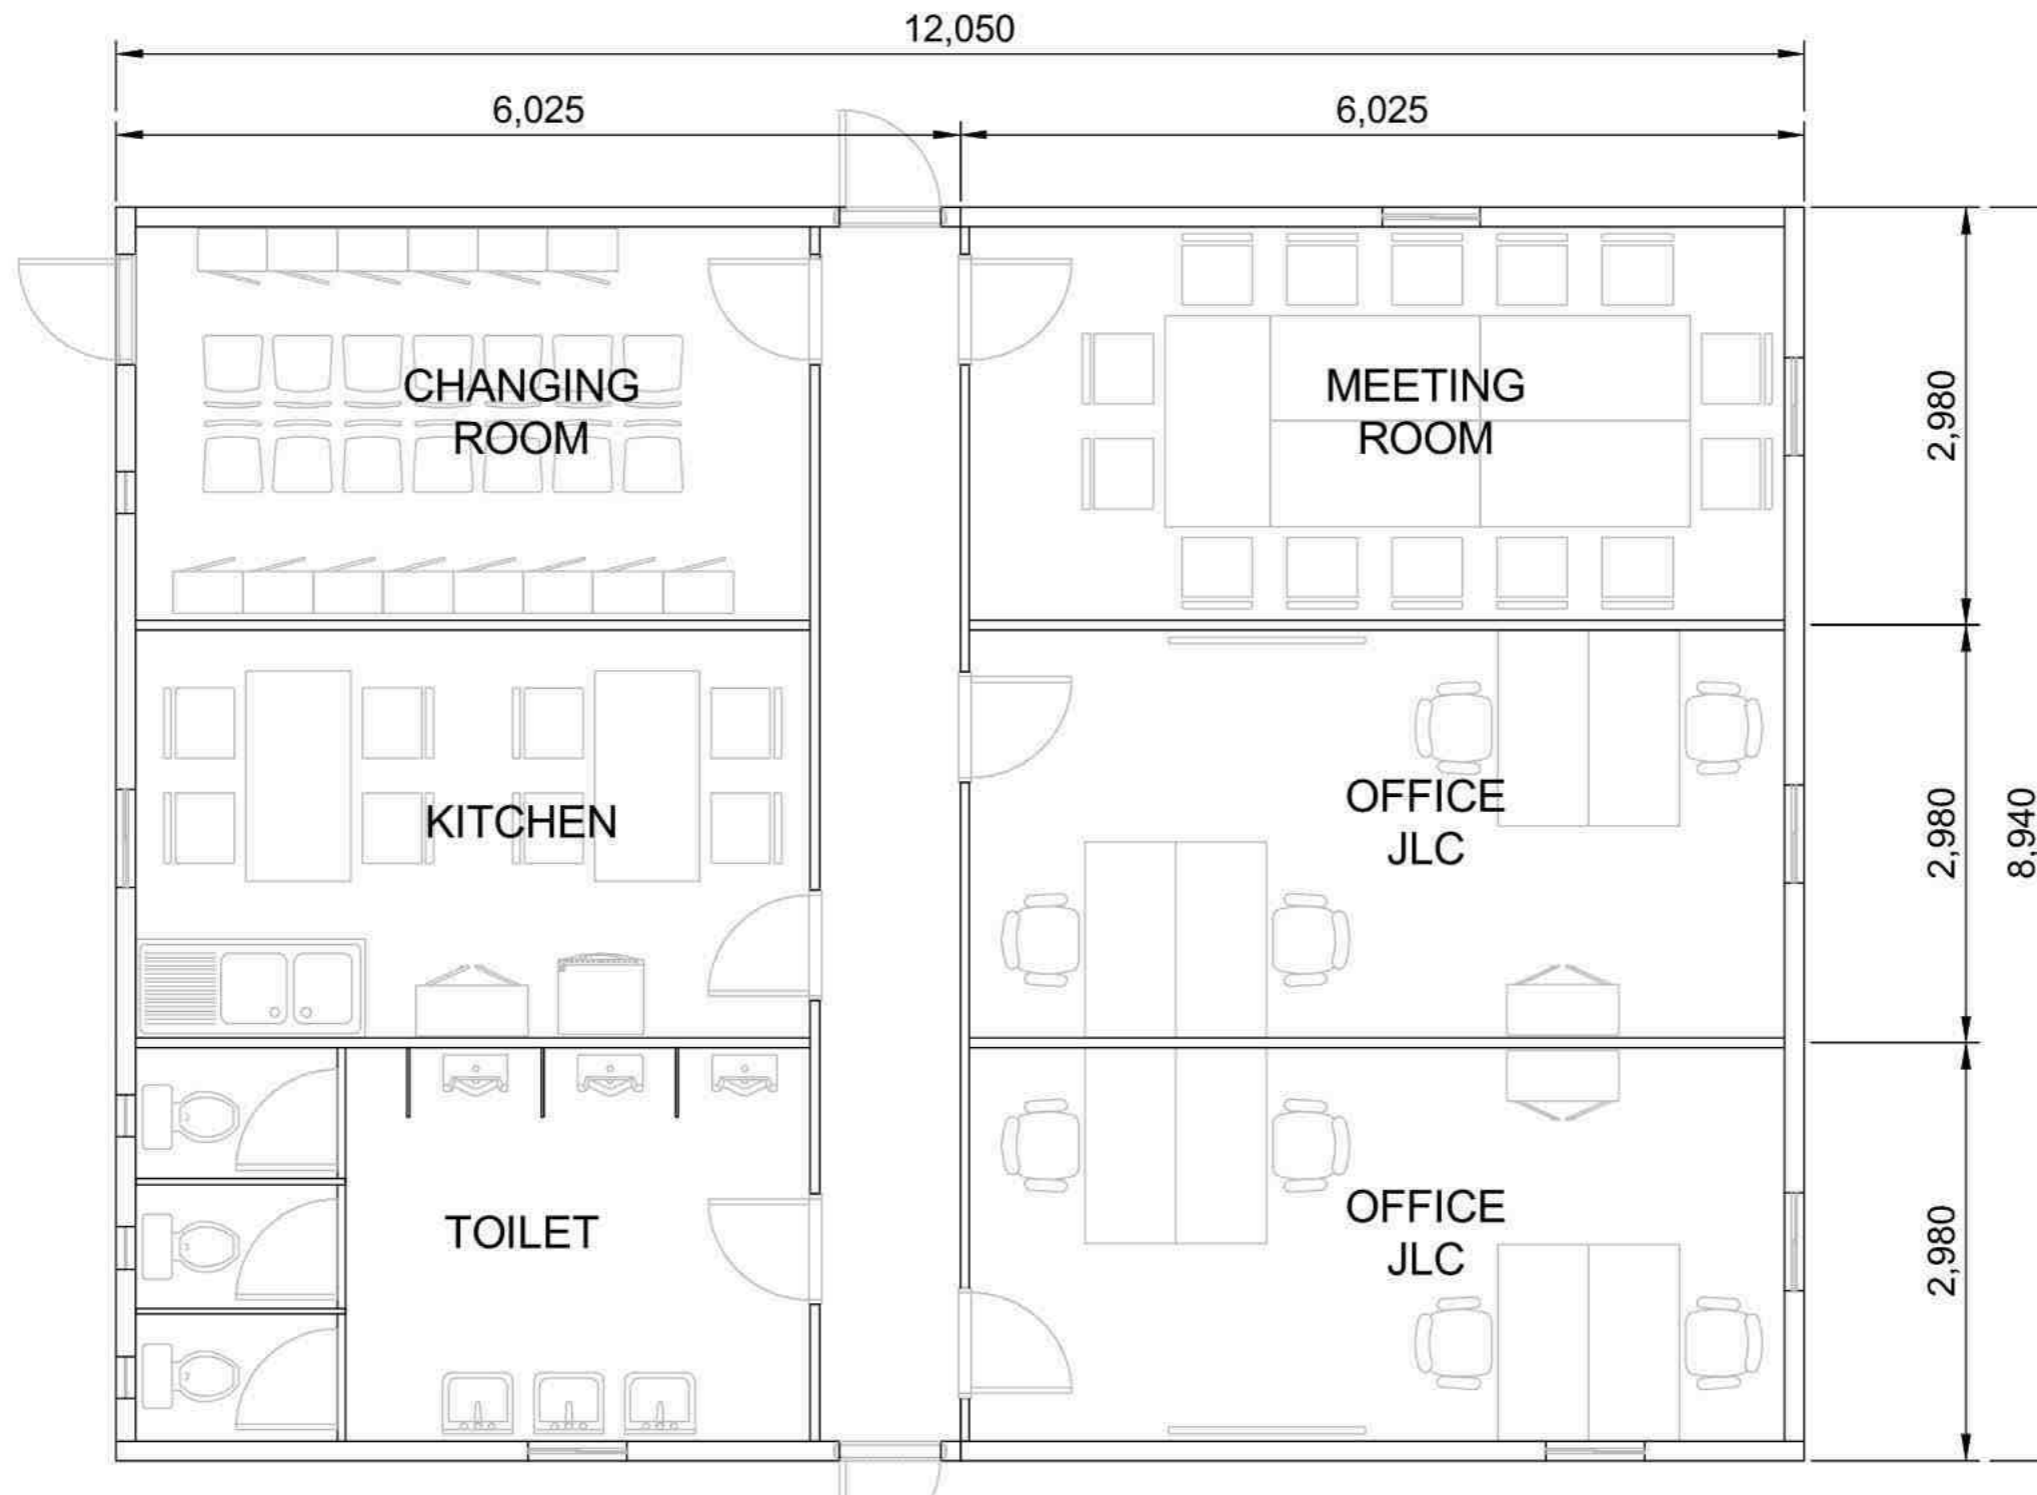 12,050
6,025
6,025
CHANGING
ROOM
MEETING
ROOM
2,980
KITCHEN
OFFICE
JLC
2,980
8,940
TOILET
OFFICE
JLC
2,980